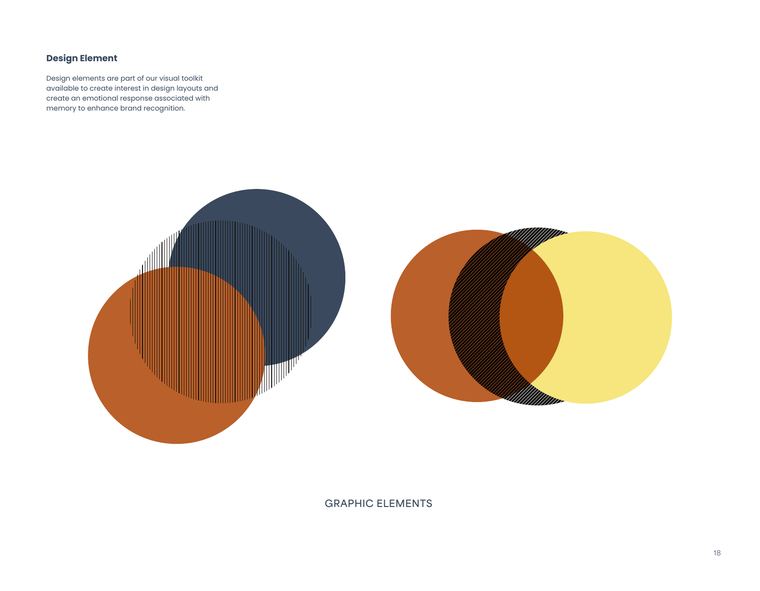 Design Element
Design elements are part of our visual toolkit
available to create interest in design layouts and
create an emotional response associated with
memory to enhance brand recognition.
GRAPHIC ELEMENTS
18